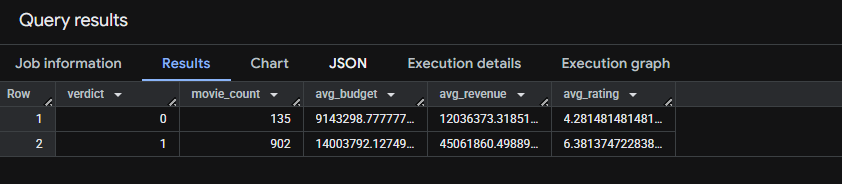 Query results
Job information Results Chart JSON Execution details Execution graph
Row verdict movie_count avg_budget avg_revenue avg_rating
1 0 135 9143298.777777... 12036373.31851... 4.281481481481...
2 1 902 14003792.12749... 45061860.49889... 6.381374722838...